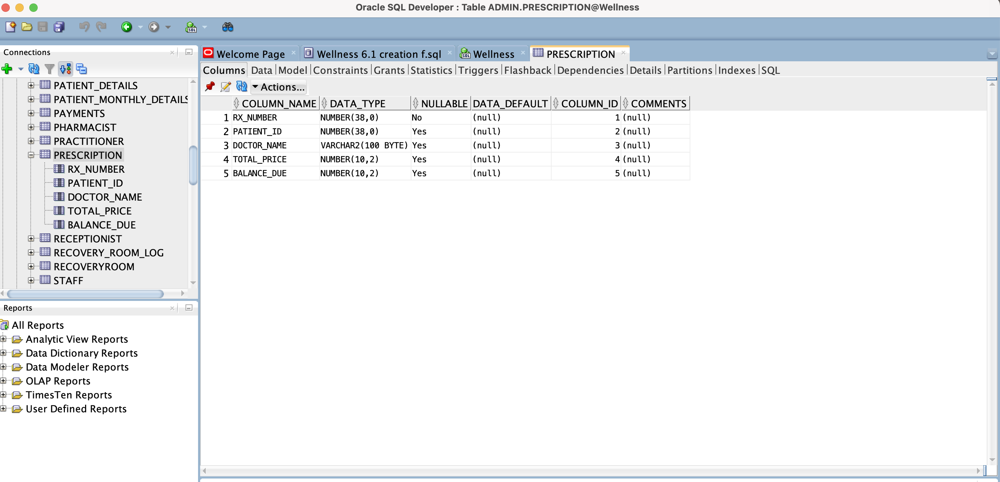 Oracle SQL Developer : Table ADMIN.PRESCRIPTION@Wellness
SQL
Connections
Welcome Page
Wellness 6.1 creation f.sql
SQL Wellness
PRESCRIPTION
Columns Data Model Constraints Grants Statistics Triggers Flashback Dependencies Details Partitions Indexes SQL
Actions...
COLUMN_NAME DATA_TYPE NULLABLE DATA_DEFAULT COLUMN_ID COMMENTS
1 RX_NUMBER NUMBER(38,0) No (null) 1 (null)
2 PATIENT_ID NUMBER(38,0) Yes (null) 2 (null)
3 DOCTOR_NAME VARCHAR2(100 BYTE) Yes (null) 3 (null)
4 TOTAL_PRICE NUMBER(10,2) Yes (null) 4 (null)
5 BALANCE_DUE NUMBER(10,2) Yes (null) 5 (null)
PATIENT_DETAILS
PATIENT_MONTHLY_DETAILS
PAYMENTS
PHARMACIST
PRACTITIONER
PRESCRIPTION
RX_NUMBER
PATIENT_ID
DOCTOR_NAME
TOTAL_PRICE
BALANCE_DUE
RECEPTIONIST
RECOVERY_ROOM_LOG
RECOVERYROOM
STAFF
Reports
All Reports
Analytic View Reports
Data Dictionary Reports
Data Modeler Reports
OLAP Reports
TimesTen Reports
User Defined Reports